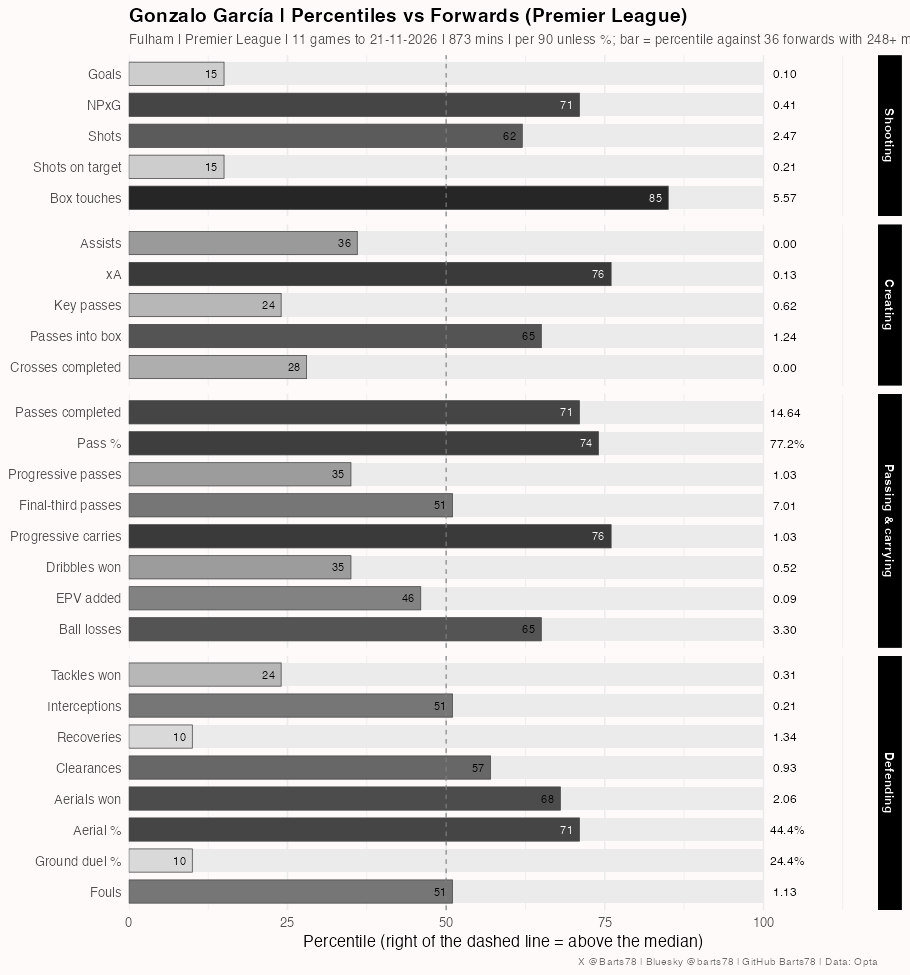 Gonzalo García | Percentiles vs Forwards (Premier League)
Fulham | Premier League | 11 games to 21-11-2026 | 873 mins | per 90 unless %; bar = percentile against 36 forwards with 248+ m
Goals 15 0.10
NPxG 71 0.41
Shots 62 2.47
Shots on target 15 0.21
Box touches 85 5.57
Shooting
Assists 36 0.00
xA 76 0.13
Key passes 24 0.62
Passes into box 65 1.24
Crosses completed 28 0.00
Creating
Passes completed 71 14.64
Pass % 74 77.2%
Progressive passes 35 1.03
Final-third passes 51 7.01
Progressive carries 76 1.03
Dribbles won 35 0.52
EPV added 46 0.09
Ball losses 65 3.30
Passing & carrying
Tackles won 24 0.31
Interceptions 51 0.21
Recoveries 10 1.34
Clearances 57 0.93
Aerials won 68 2.06
Aerial % 71 44.4%
Ground duel % 10 24.4%
Fouls 51 1.13
Defending
0 25 50 75 100
Percentile (right of the dashed line = above the median)
X @Barts78 | Bluesky @barts78 | GitHub Barts78 | Data: Opta